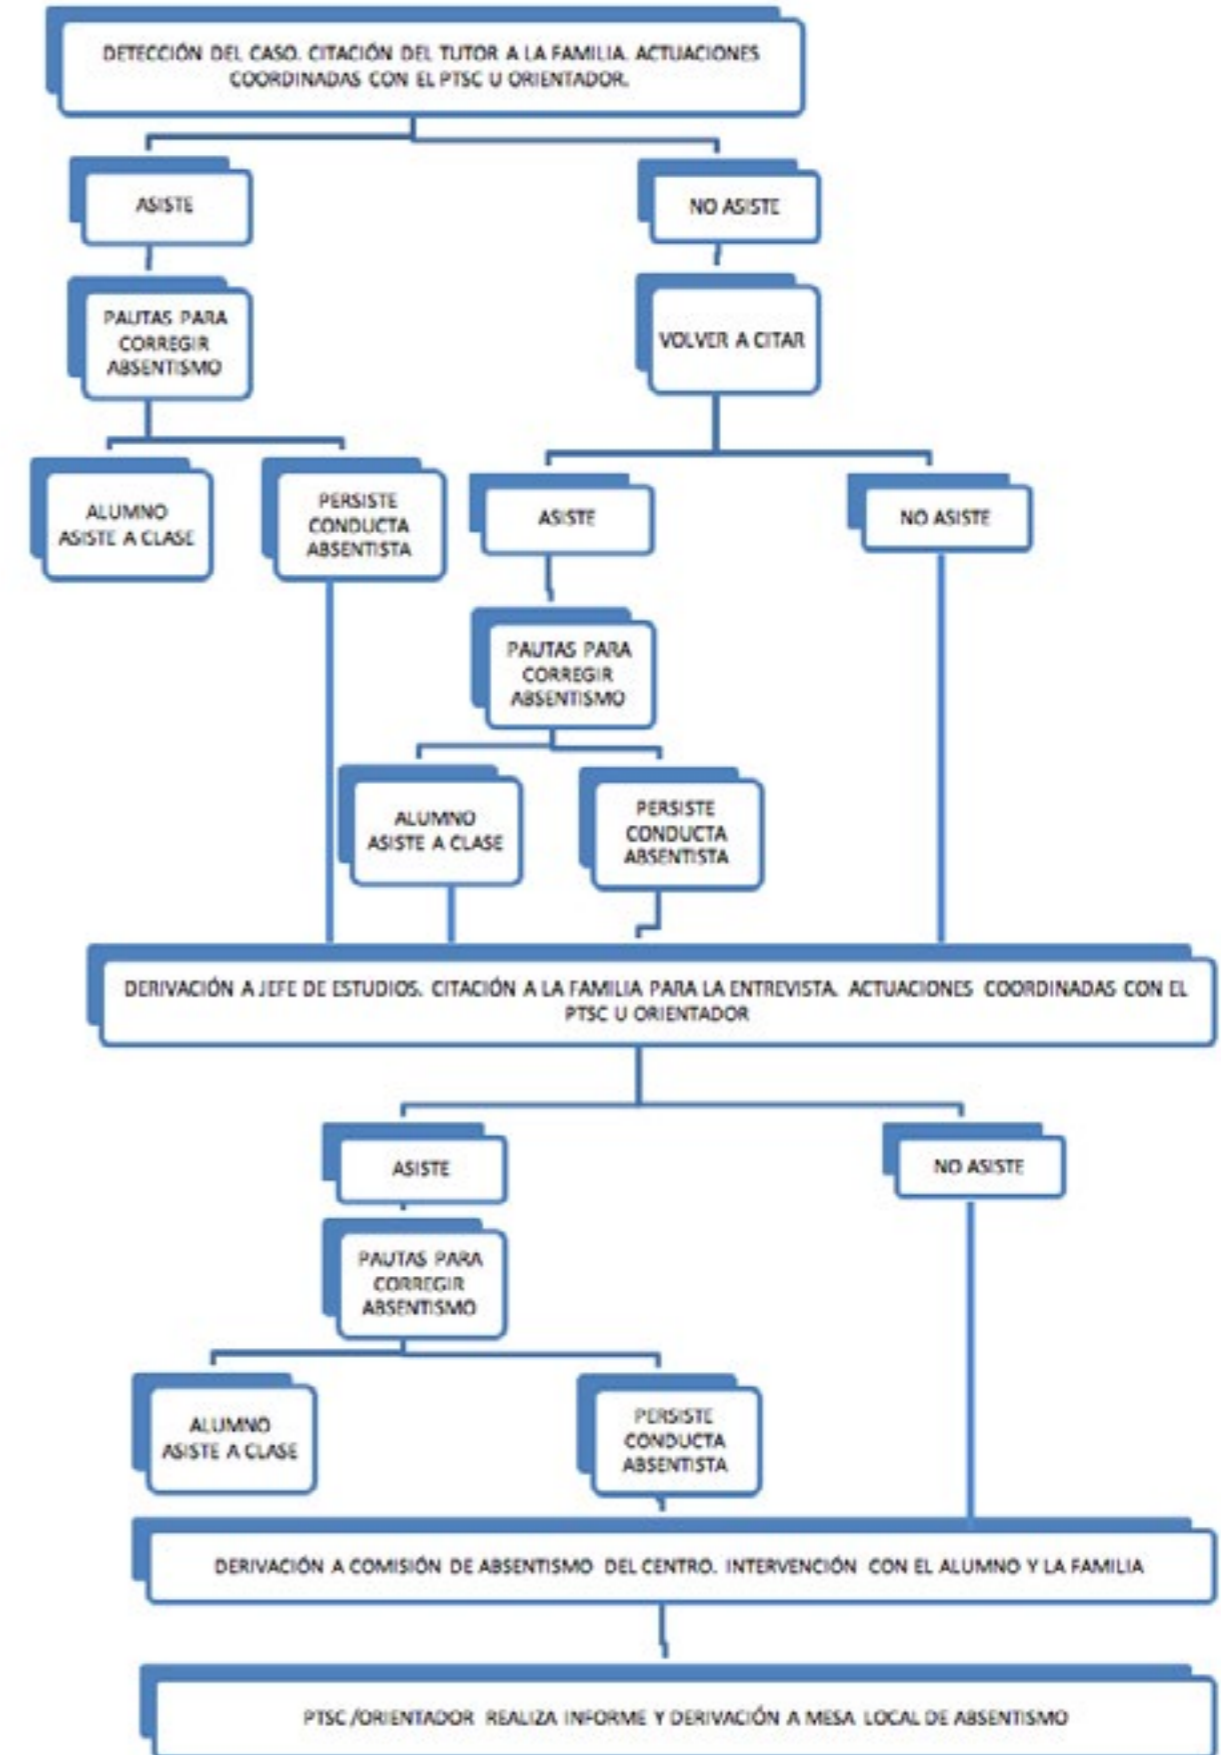 DETECCIÓN DEL CASO. CITACIÓN DEL TUTOR A LA FAMILIA. ACTUACIONES
COORDINADAS CON EL PTSC U ORIENTADOR.
ASISTE
NO ASISTE
PAUTAS PARA
CORREGIR
ABSENTISMO
VOLVER A CITAR
ALUMNO
ASISTE A CLASE
PERSISTE
CONDUCTA
ABSENTISTA
ASISTE
NO ASISTE
PAUTAS PARA
CORREGIR
ABSENTISMO
ALUMNO
ASISTE A CLASE
PERSISTE
CONDUCTA
ABSENTISTA
DERIVACIÓN A JEFE DE ESTUDIOS. CITACIÓN A LA FAMILIA PARA LA ENTREVISTA. ACTUACIONES COORDINADAS CON EL
PTSC U ORIENTADOR
ASISTE
NO ASISTE
PAUTAS PARA
CORREGIR
ABSENTISMO
ALUMNO
ASISTE A CLASE
PERSISTE
CONDUCTA
ABSENTISTA
DERIVACIÓN A COMISIÓN DE ABSENTISMO DEL CENTRO. INTERVENCIÓN CON EL ALUMNO Y LA FAMILIA
PTSC/ORIENTADOR REALIZA INFORME Y DERIVACIÓN A MESA LOCAL DE ABSENTISMO